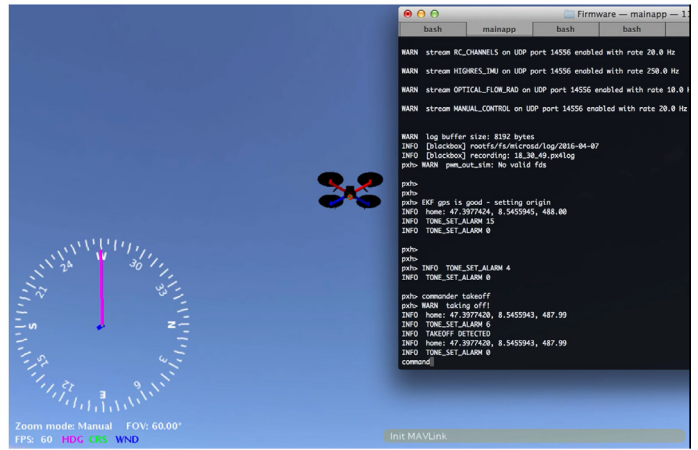 Firmware — mainapp — 11
bash mainapp bash bash
WARN stream RC_CHANNELS on UDP port 14556 enabled with rate 20.0 Hz
WARN stream HIGHRES_IMU on UDP port 14556 enabled with rate 250.0 Hz
WARN stream OPTICAL_FLOW_RAD on UDP port 14556 enabled with rate 10.0 H
WARN stream MANUAL_CONTROL on UDP port 14556 enabled with rate 20.0 Hz
WARN log buffer size: 8192 bytes
INFO [blackbox] rootfs/fs/microsd/log/2016-04-07
INFO [blackbox] recording: 18_30_49.px4log
pxh> WARN pwm_out_sim: No valid fds
pxh>
pxh>
pxh> EKF gps is good - setting origin
INFO home: 47.3977424, 8.5455945, 488.00
INFO TONE_SET_ALARM 15
INFO TONE_SET_ALARM 0
pxh>
pxh>
pxh> INFO TONE_SET_ALARM 4
INFO TONE_SET_ALARM 0
pxh> commander takeoff
pxh> WARN taking off!
INFO home: 47.3977420, 8.5455943, 487.99
INFO TONE_SET_ALARM 6
INFO TAKEOFF DETECTED
INFO home: 47.3977420, 8.5455943, 487.99
INFO TONE_SET_ALARM 0
command
W
24 30
21 33
S N
15 3
12 6
E
Zoom mode: Manual FOV: 60.00°
FPS: 60 HDG CRS WND
Init MAVLink